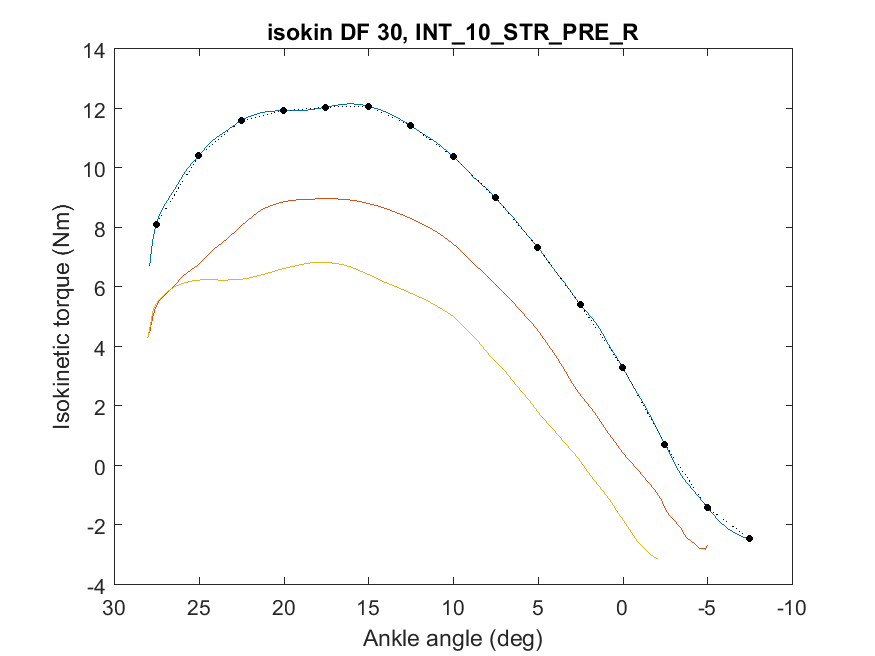 isokin DF 30, INT_10_STR_PRE_R
14
12
10
8
6
4
2
0
-2
-4
Isokinetic torque (Nm)
30 25 20 15 10 5 0 -5 -10
Ankle angle (deg)